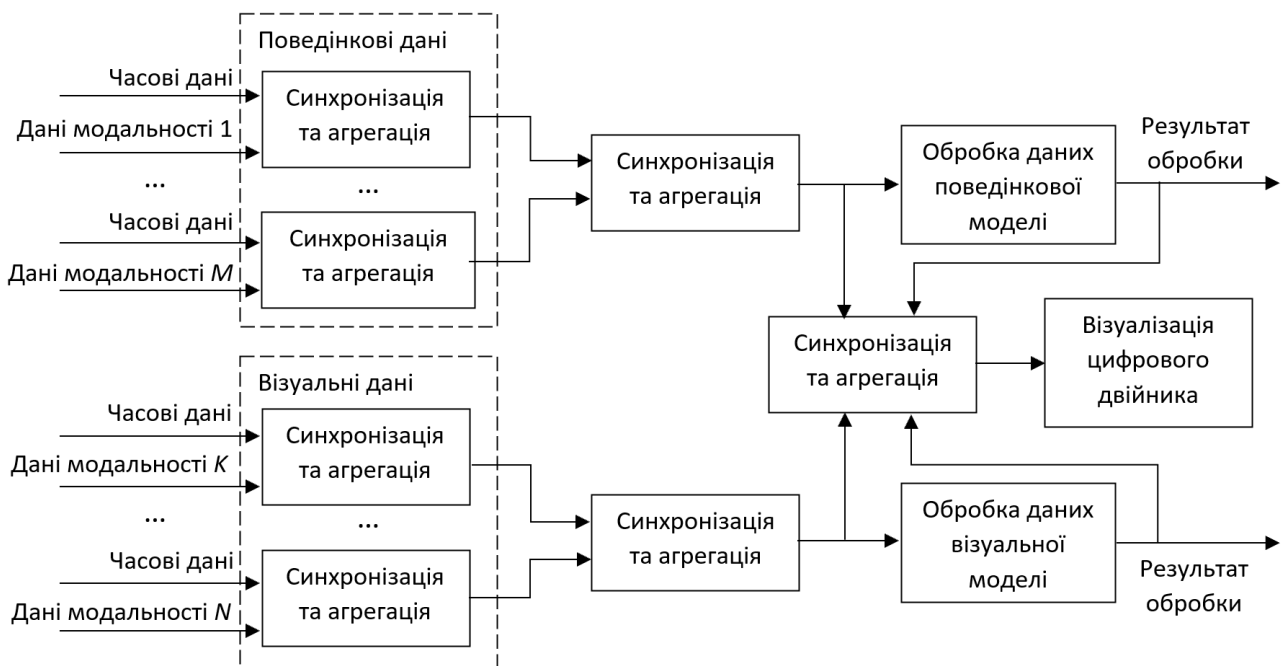 Поведінкові дані
Часові дані
Дані модальності 1
...
Часові дані
Дані модальності M
Синхронізація
та агрегація
...
Синхронізація
та агрегація
Синхронізація
та агрегація
Обробка даних
поведінкової
моделі
Результат
обробки
Синхронізація
та агрегація
Візуалізація
цифрового
двійника
Візуальні дані
Часові дані
Дані модальності K
...
Часові дані
Дані модальності N
Синхронізація
та агрегація
...
Синхронізація
та агрегація
Синхронізація
та агрегація
Обробка даних
візуальної
моделі
Результат
обробки